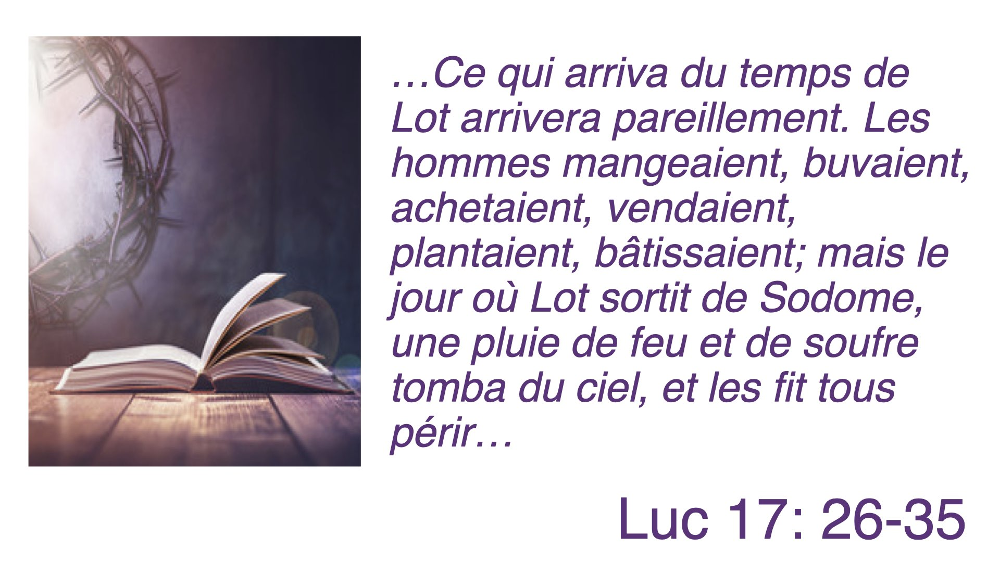 …Ce qui arriva du temps de
Lot arrivera pareillement. Les
hommes mangeaient, buvaient,
achetaient, vendaient,
plantaient, bâtissaient; mais le
jour où Lot sortit de Sodome,
une pluie de feu et de soufre
tomba du ciel, et les fit tous
périr…
Luc 17: 26-35